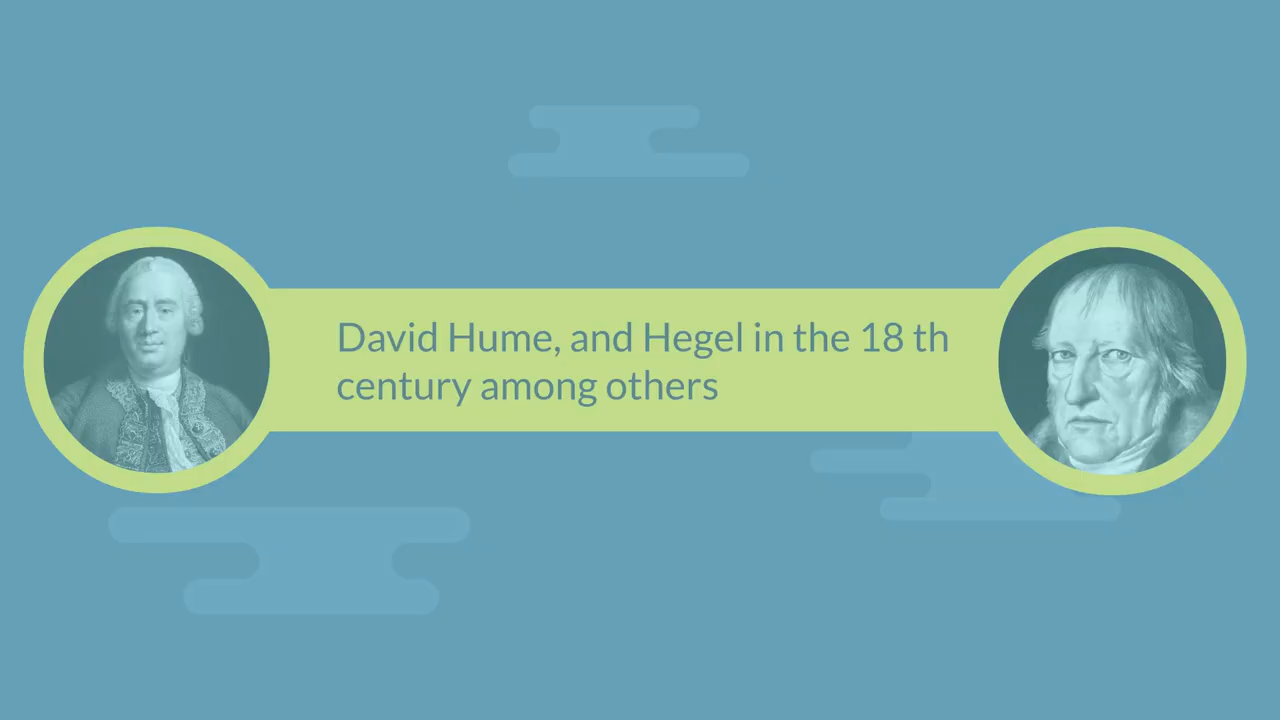 David Hume, and Hegel in the 18 th
century among others